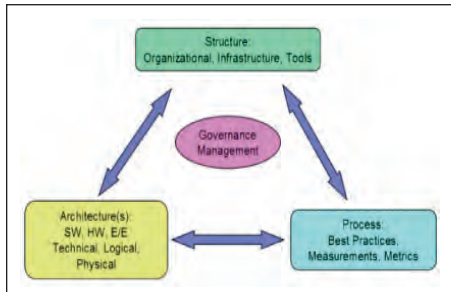 Structure:
Organizational, Infrastructure, Tools
Governance
Management
Architecture(s):
SW, HW, E/E
Technical, Logical,
Physical
Process:
Best Practices,
Measurements, Metrics